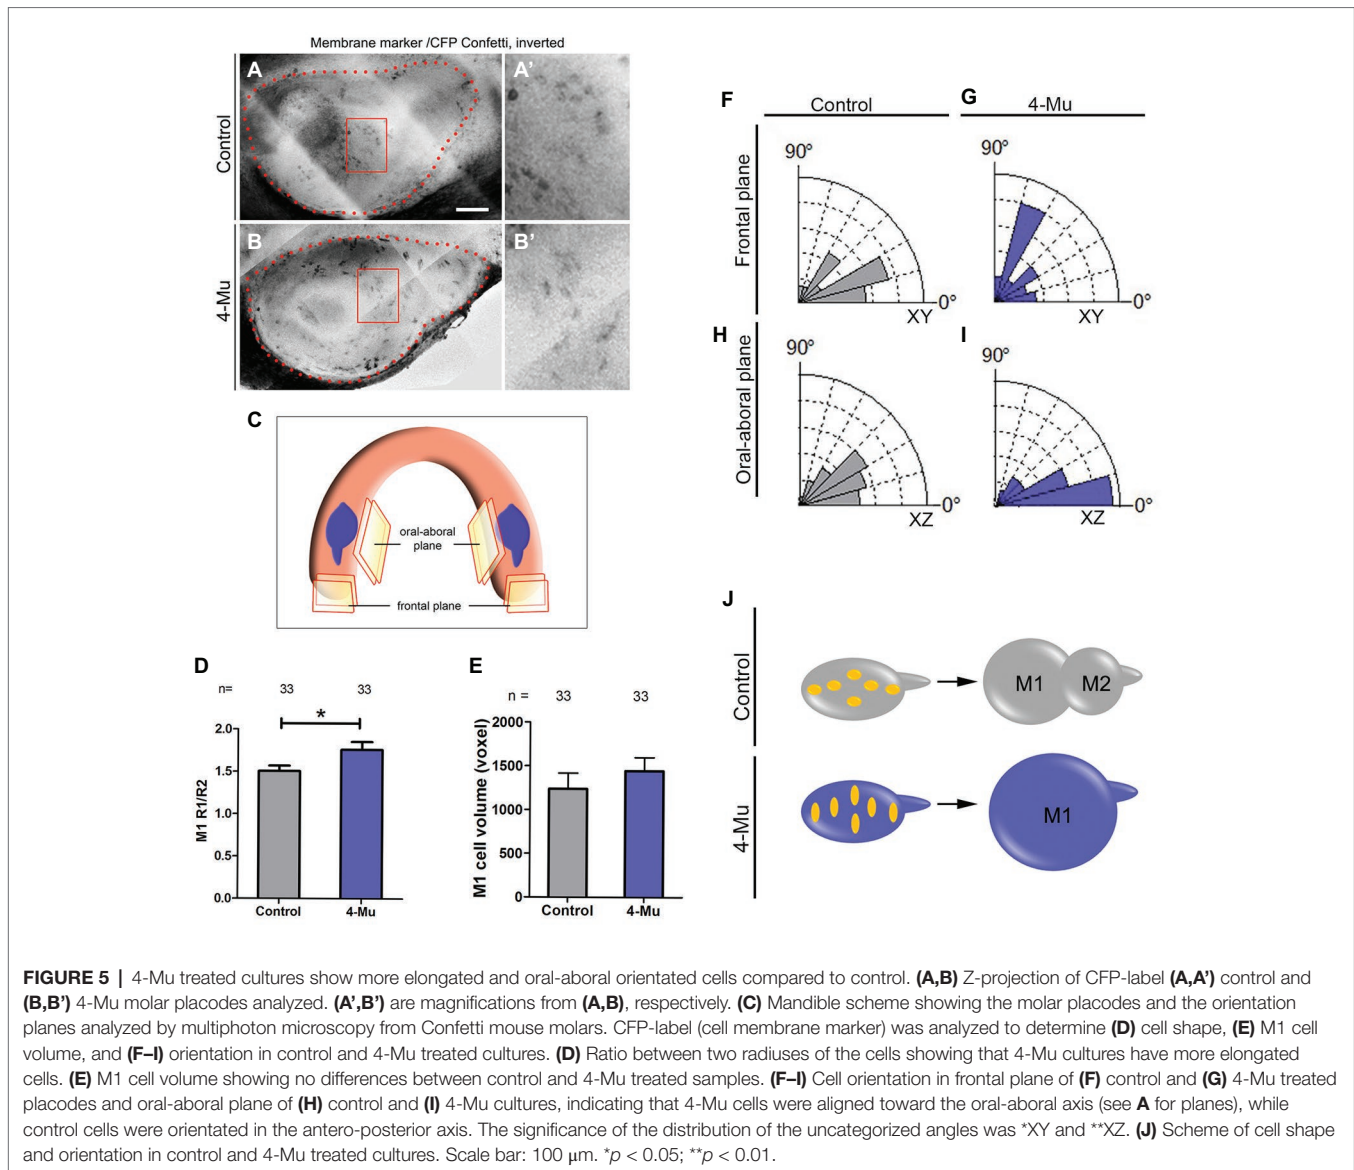 Membrane marker /CFP Confetti, inverted
A
A'
Control
B
B'
4-Mu
C
oral-aboral
plane
frontal plane
D
n=
33
33
*
2.0
1.5
1.0
0.5
0.0
M1 R1/R2
Control
4-Mu
E
n =
33
33
2000
1500
1000
500
0
M1 cell volume (voxel)
Control
4-Mu
F
Control
G
4-Mu
Frontal plane
90°
0°
XY
90°
0°
XY
H
Oral-aboral plane
90°
0°
XZ
I
90°
0°
XZ
J
Control
M1
M2
4-Mu
M1
FIGURE 5 | 4-Mu treated cultures show more elongated and oral-aboral orientated cells compared to control. (A,B) Z-projection of CFP-label (A,A') control and
(B,B') 4-Mu molar placodes analyzed. (A',B') are magnifications from (A,B), respectively. (C) Mandible scheme showing the molar placodes and the orientation
planes analyzed by multiphoton microscopy from Confetti mouse molars. CFP-label (cell membrane marker) was analyzed to determine (D) cell shape, (E) M1 cell
volume, and (F–I) orientation in control and 4-Mu treated cultures. (D) Ratio between two radiuses of the cells showing that 4-Mu cultures have more elongated
cells. (E) M1 cell volume showing no differences between control and 4-Mu treated samples. (F–I) Cell orientation in frontal plane of (F) control and (G) 4-Mu treated
placodes and oral-aboral plane of (H) control and (I) 4-Mu cultures, indicating that 4-Mu cells were aligned toward the oral-aboral axis (see A for planes), while
control cells were orientated in the antero-posterior axis. The significance of the distribution of the uncategorized angles was *XY and **XZ. (J) Scheme of cell shape
and orientation in control and 4-Mu treated cultures. Scale bar: 100 μm. *p < 0.05; **p < 0.01.